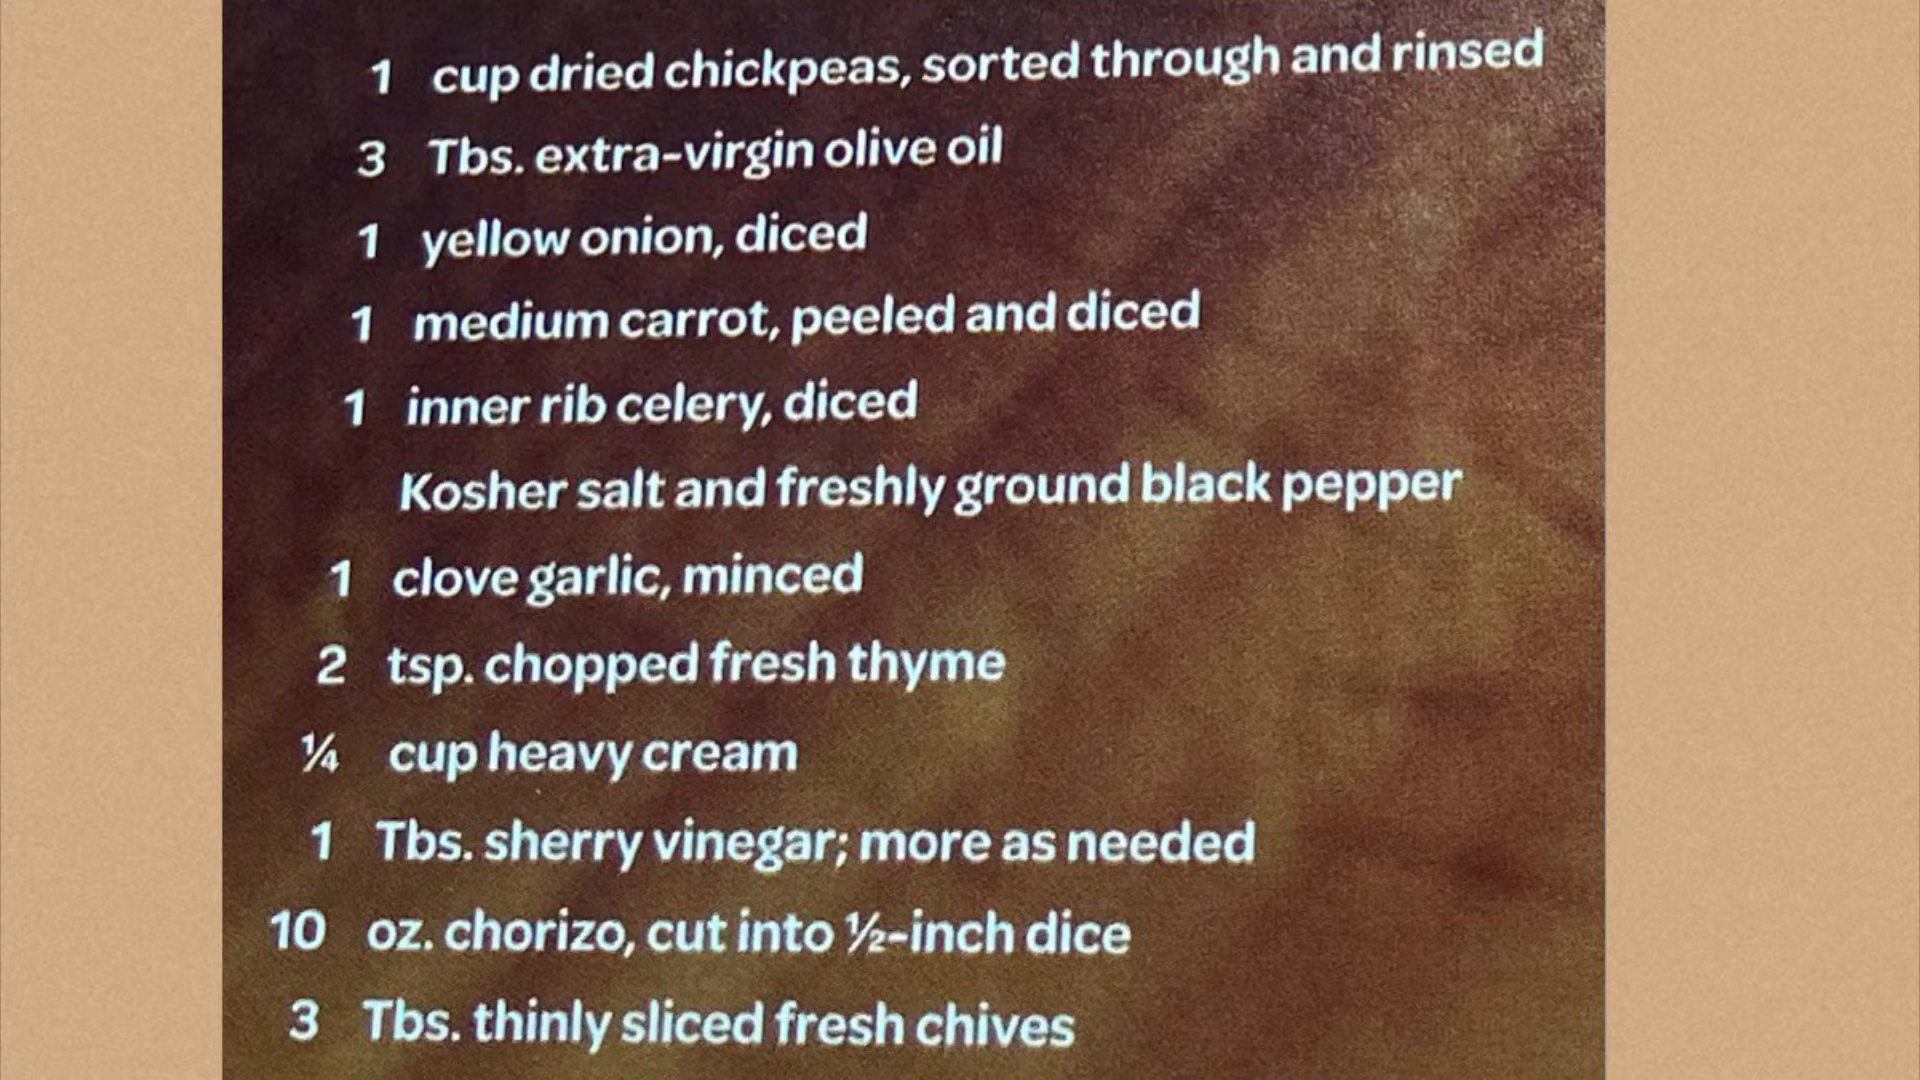 1 cup dried chickpeas, sorted through and rinsed
3 Tbs. extra-virgin olive oil
1 yellow onion, diced
1 medium carrot, peeled and diced
1 inner rib celery, diced
Kosher salt and freshly ground black pepper
1 clove garlic, minced
2 tsp. chopped fresh thyme
¼ cup heavy cream
1 Tbs. sherry vinegar; more as needed
10 oz. chorizo, cut into ½-inch dice
3 Tbs. thinly sliced fresh chives